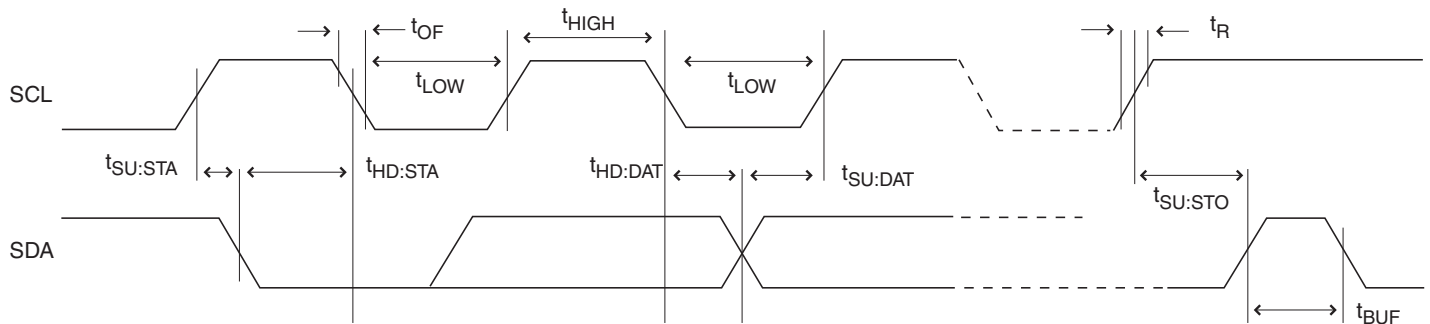 tOF
tHIGH
tR
SCL
tLOW
tLOW
tSU:STA
tHD:STA
tHD:DAT
tSU:DAT
tSU:STO
SDA
tBUF